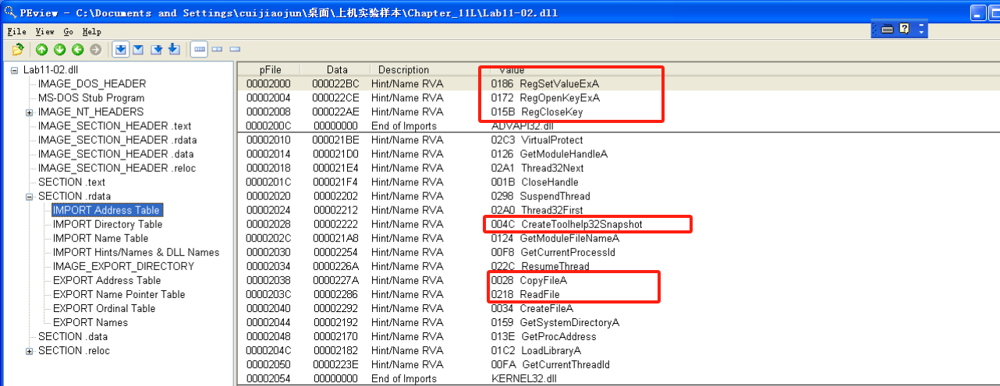 PEview - C:\Documents and Settings\cuijiaojun\桌面\上机实验样本\Chapter_11L\Lab11-02.dll
File View Go Help
Lab11-02.dll
IMAGE_DOS_HEADER
MS-DOS Stub Program
IMAGE_NT_HEADERS
IMAGE_SECTION_HEADER .text
IMAGE_SECTION_HEADER .rdata
IMAGE_SECTION_HEADER .data
IMAGE_SECTION_HEADER .reloc
SECTION .text
SECTION .rdata
IMPORT Address Table
IMPORT Directory Table
IMPORT Name Table
IMPORT Hints/Names & DLL Names
IMAGE_EXPORT_DIRECTORY
EXPORT Address Table
EXPORT Name Pointer Table
EXPORT Ordinal Table
EXPORT Names
SECTION .data
SECTION .reloc
pFile Data Description Value
00002000 000022BC Hint/Name RVA 0186 RegSetValueExA
00002004 000022CE Hint/Name RVA 0172 RegOpenKeyExA
00002008 000022AE Hint/Name RVA 015B RegCloseKey
0000200C 00000000 End of Imports ADVAPI32.dll
00002010 000021BE Hint/Name RVA 02C3 VirtualProtect
00002014 000021D0 Hint/Name RVA 0126 GetModuleHandleA
00002018 000021E4 Hint/Name RVA 02A1 Thread32Next
0000201C 000021F4 Hint/Name RVA 001B CloseHandle
00002020 00002202 Hint/Name RVA 0298 SuspendThread
00002024 00002212 Hint/Name RVA 02A0 Thread32First
00002028 00002222 Hint/Name RVA 004C CreateToolhelp32Snapshot
0000202C 000021A8 Hint/Name RVA 0124 GetModuleFileNameA
00002030 00002254 Hint/Name RVA 00F8 GetCurrentProcessId
00002034 0000226A Hint/Name RVA 022C ResumeThread
00002038 0000227A Hint/Name RVA 0028 CopyFileA
0000203C 00002286 Hint/Name RVA 0218 ReadFile
00002040 00002292 Hint/Name RVA 0034 CreateFileA
00002044 00002192 Hint/Name RVA 0159 GetSystemDirectoryA
00002048 00002170 Hint/Name RVA 013E GetProcAddress
0000204C 00002182 Hint/Name RVA 01C2 LoadLibraryA
00002050 0000223E Hint/Name RVA 00FA GetCurrentThreadId
00002054 00000000 End of Imports KERNEL32.dll